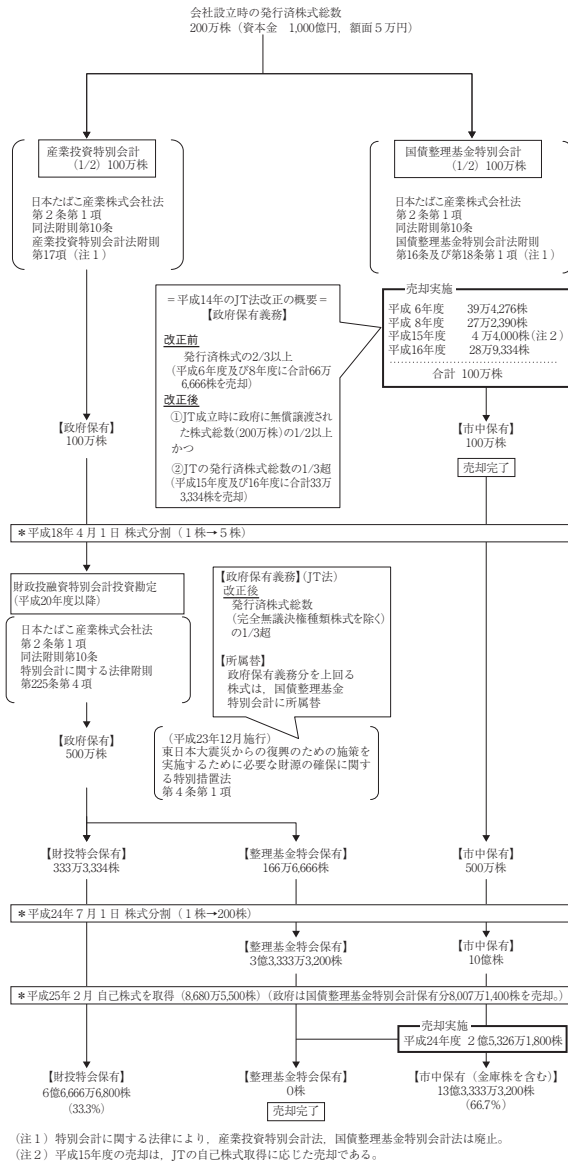 会社設立時の発行済株式総数
200万株（資本金　1,000億円，額面５万円）
産業投資特別会計
(1/2) 100万株
日本たばこ産業株式会社法
第２条第１項
同法附則第10条
産業投資特別会計法附則
第17項（注１）
国債整理基金特別会計
(1/2) 100万株
日本たばこ産業株式会社法
第２条第１項
同法附則第10条
国債整理基金特別会計法附則
第16条及び第18条第１項（注１）
＝平成14年のJT法改正の概要＝
【政府保有義務】
改正前
発行済株式の2/3以上
（平成６年度及び８年度に合計66万
6,666株を売却）
改正後
①JT成立時に政府に無償譲渡され
た株式総数(200万株)の1/2以上
かつ
②JTの発行済株式総数の1/3超
（平成15年度及び16年度に合計33万
3,334株を売却）
売却実施
平成 6年度　39万4,276株
平成 8年度　27万2,390株
平成15年度　４万4,000株(注２)
平成16年度　28万9,334株
合計 100万株
【政府保有】
100万株
【市中保有】
100万株
売却完了
＊平成18年４月１日 株式分割（１株→５株）
財政投融資特別会計投資勘定
(平成20年度以降)
日本たばこ産業株式会社法
第２条第１項
同法附則第10条
特別会計に関する法律附則
第225条第４項
【政府保有義務】(JT法)
改正後
発行済株式総数
(完全無議決権種類株式を除く)
の1/3超
【所属替】
政府保有義務分を上回る
株式は，国債整理基金
特別会計に所属替
【政府保有】
500万株
（平成23年12月施行）
東日本大震災からの復興のための施策を
実施するために必要な財源の確保に関す
る特別措置法
第４条第１項
【財投特会保有】
333万3,334株
【整理基金特会保有】
166万6,666株
【市中保有】
500万株
＊平成24年７月１日 株式分割（１株→200株）
【整理基金特会保有】
3億3,333万3,200株
【市中保有】
10億株
＊平成25年２月 自己株式を取得（8,680万5,500株）（政府は国債整理基金特別会計保有分8,007万1,400株を売却。）
売却実施
平成24年度 ２億5,326万1,800株
【財投特会保有】
６億6,666万6,800株
(33.3%)
【整理基金特会保有】
０株
売却完了
【市中保有（金庫株を含む）】
13億3,333万3,200株
(66.7%)
（注１）特別会計に関する法律により，産業投資特別会計法，国債整理基金特別会計法は廃止。
（注２）平成15年度の売却は，JTの自己株式取得に応じた売却である。